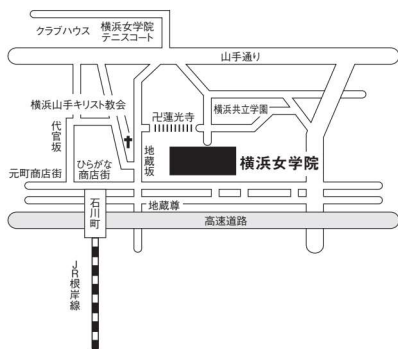 クラブハウス
横浜女学院
テニスコート
山手通り
横浜山手キリスト教会
卍蓮光寺
横浜共立学園
代官坂
地蔵坂
横浜女学院
ひらがな
商店街
元町商店街
石川町
地蔵尊
高速道路
JR根岸線